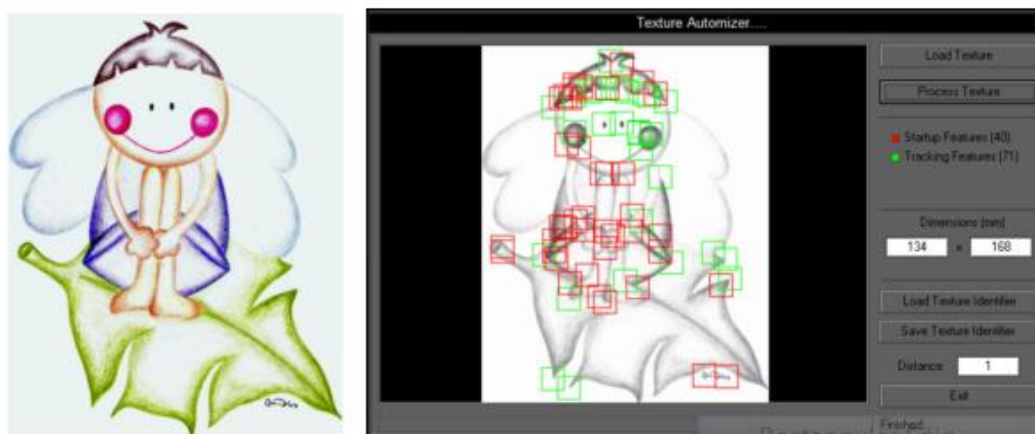 Texture Automizer....
Load Texture
Process Texture
Startup Features (40)
Tracking Features (71)
Dimensions (mm)
134 x 168
Load Texture Identifier
Save Texture Identifier
Distance 1
Exit
Finished...